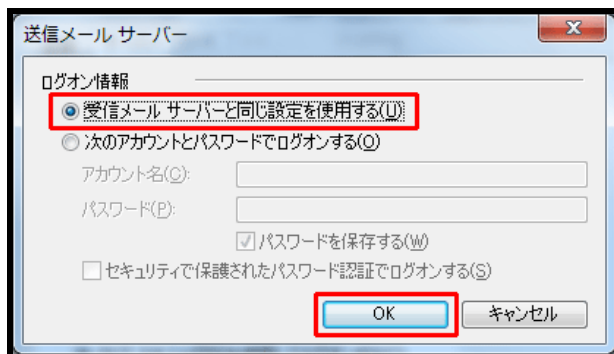 送信メール サーバー
ログオン情報
受信メール サーバーと同じ設定を使用する(U)
次のアカウントとパスワードでログオンする(O)
アカウント名(C):
パスワード(P):
パスワードを保存する(W)
セキュリティで保護されたパスワード認証でログオンする(S)
OK キャンセル